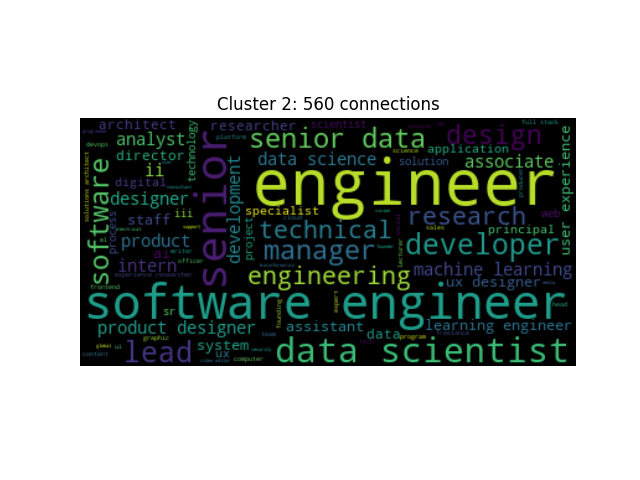 Cluster 2: 560 connections
architect
researcher
scientist
full stack
devops
analyst
technology
platform
senior data
design
director
data science
science
application
solution
associate
ii
software
solutions architect
digital
designer
senior
development
engineer
user experience
staff
iii
process
product
project
specialist
technical
manager
research
web
principal
sales
developer
ai
intern
officer
writer
support
lecturer
producer
experience researcher
engineering
machine learning
ux designer
frontend
software engineer
head
sr
founding
expert
product designer
assistant
data
learning engineer
freelance
program
graphic
global
ui
content
lead
system
ux
computer
data scientist